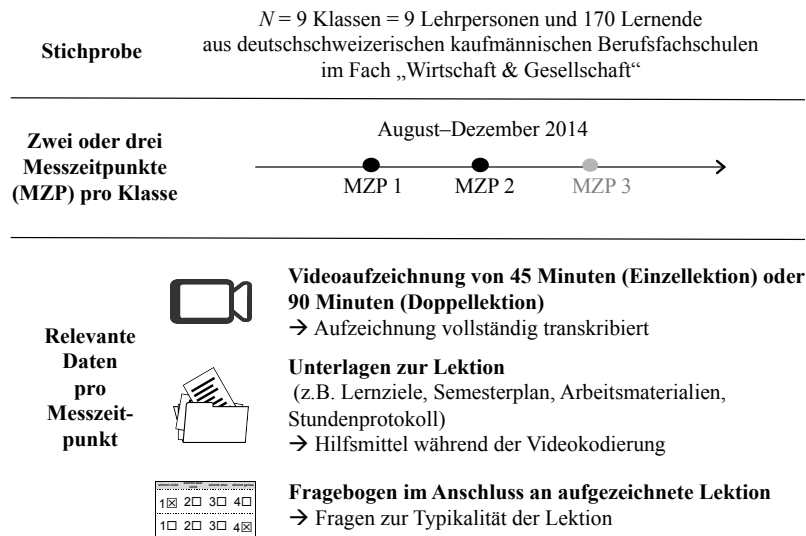 N = 9 Klassen = 9 Lehrpersonen und 170 Lernende
aus deutschschweizerischen kaufmännischen Berufsfachschulen
im Fach „Wirtschaft & Gesellschaft“
Stichprobe
Zwei oder drei
Messzeitpunkte
(MZP) pro Klasse
August–Dezember 2014
MZP 1 MZP 2 MZP 3
Relevante
Daten
pro
Messzeit-
punkt
Videoaufzeichnung von 45 Minuten (Einzellektion) oder
90 Minuten (Doppellektion)
→ Aufzeichnung vollständig transkribiert
Unterlagen zur Lektion
(z.B. Lernziele, Semesterplan, Arbeitsmaterialien,
Stundenprotokoll)
→ Hilfsmittel während der Videokodierung
1☒ 2☐ 3☐ 4☐
1☐ 2☐ 3☐ 4☒
Fragebogen im Anschluss an aufgezeichnete Lektion
→ Fragen zur Typikalität der Lektion